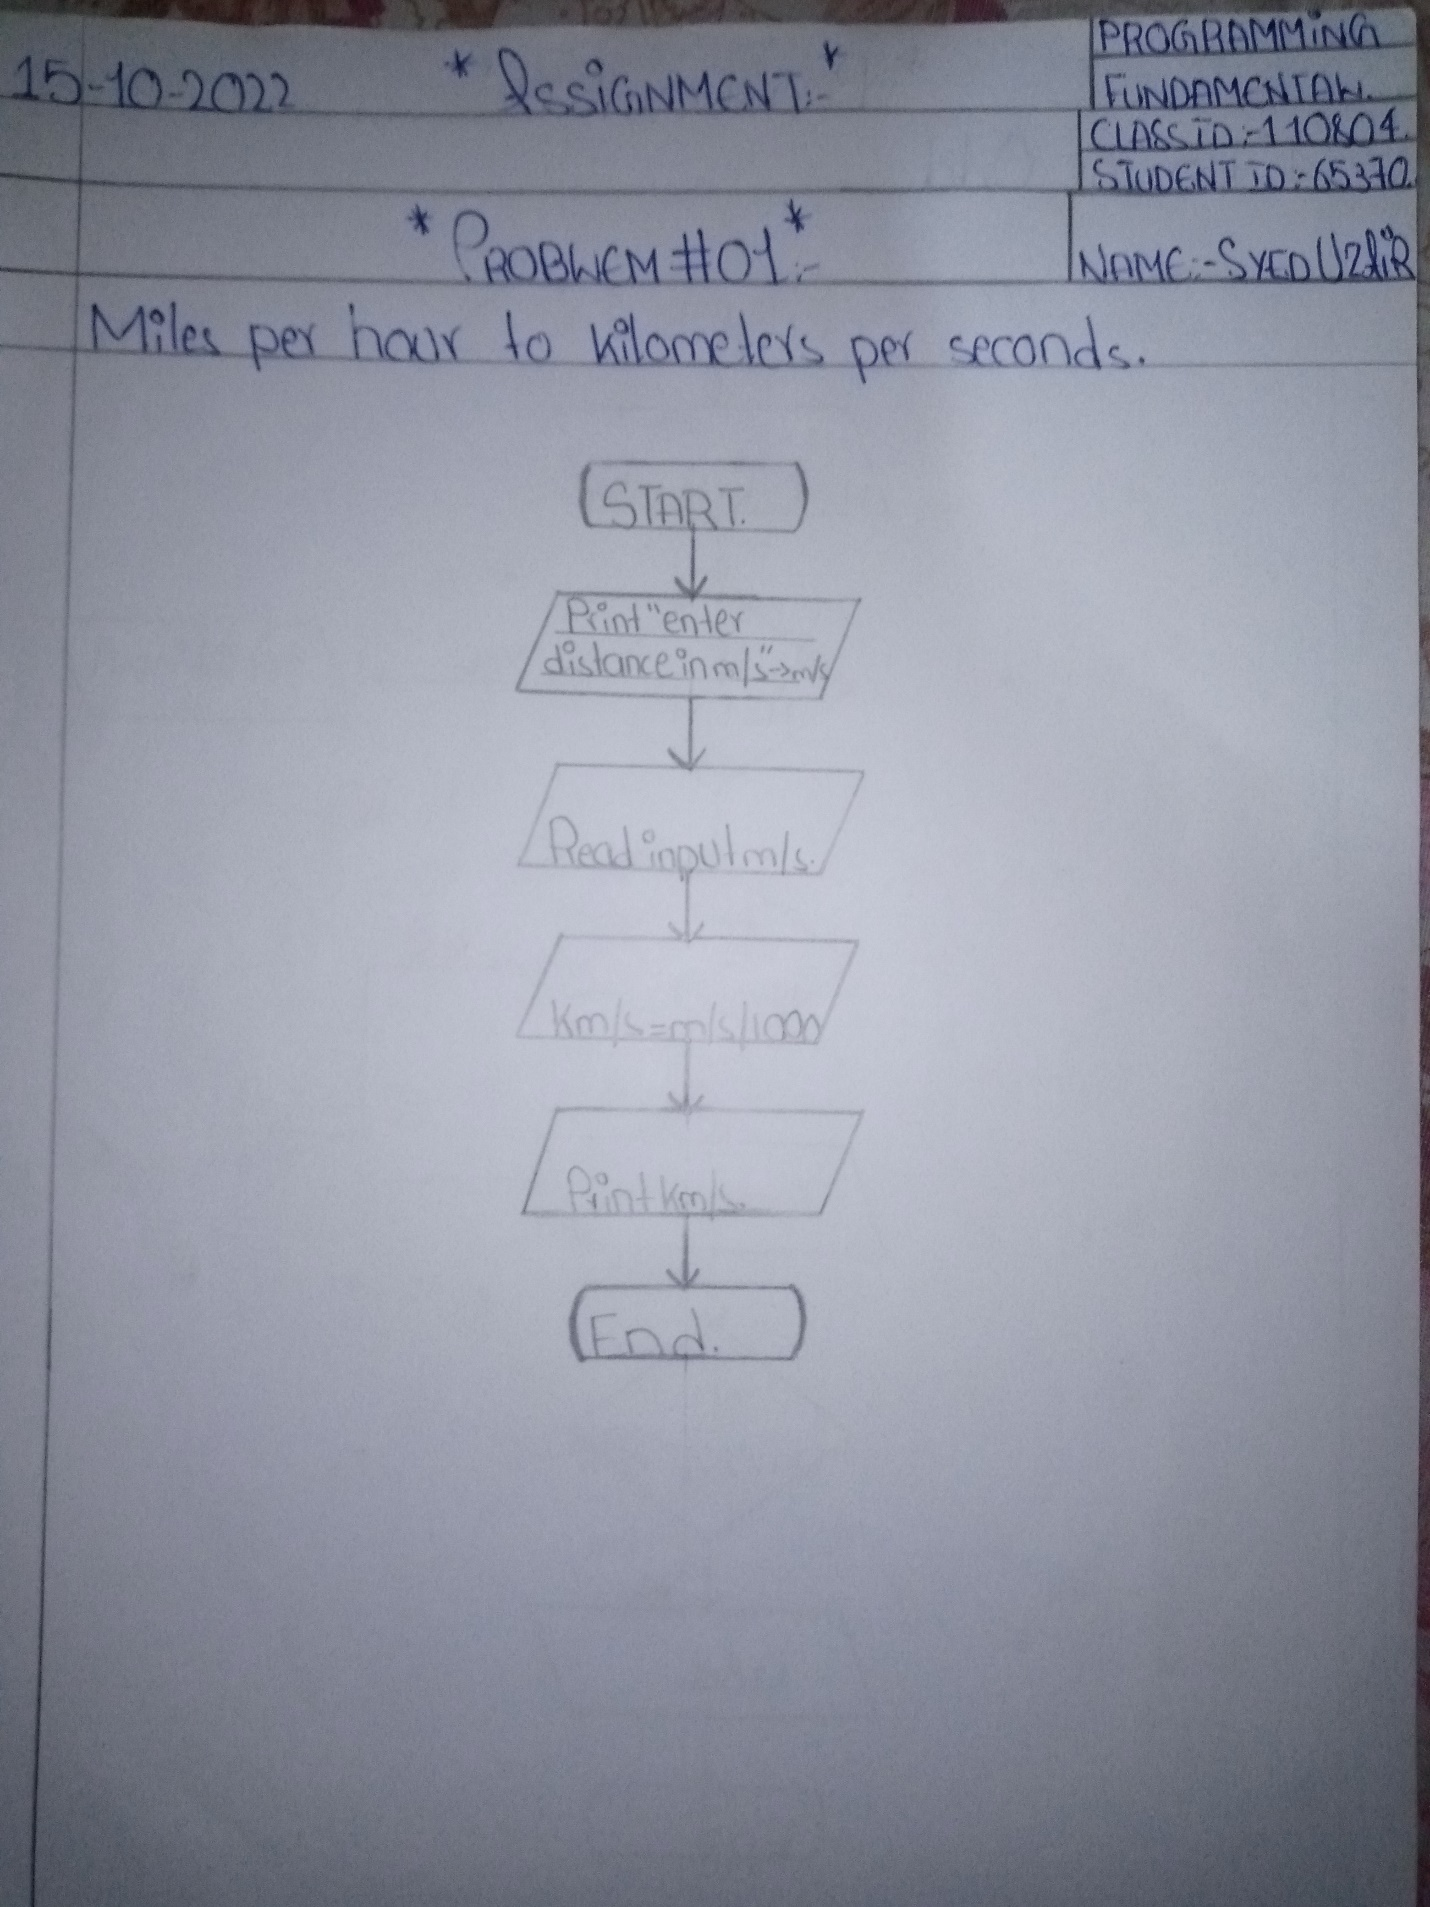 15-10-2022
* ASSIGNMENT:- *
PROGRAMMING
FUNDAMENTAL.
CLASS ID:-110804.
STUDENT ID:-65370.
* PROBLEM #01:- *
NAME:-SYED UZAIR
Miles per hour to kilometers per seconds.
START.
Print "enter
distance in m/s"->m/s
Read input m/s.
Km/s=m/s/1000
Print Km/s.
End.